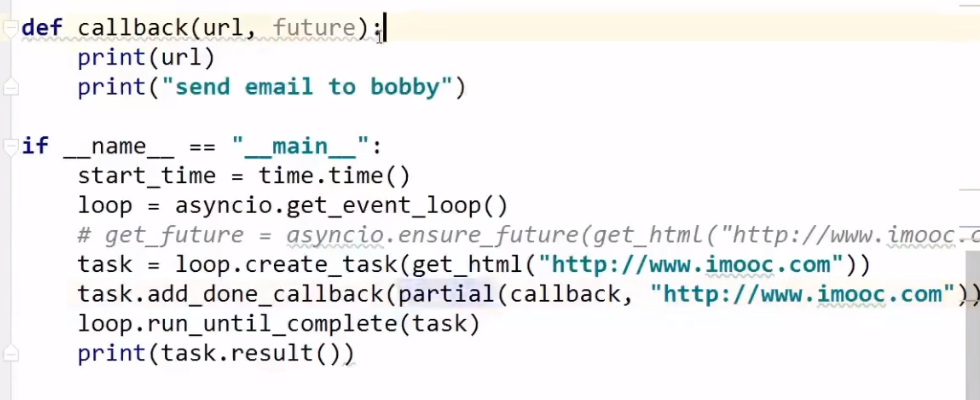 def callback(url, future):
    print(url)
    print("send email to bobby")
if __name__ == "__main__":
    start_time = time.time()
    loop = asyncio.get_event_loop()
    # get_future = asyncio.ensure_future(get_html("http://www.imooc.c
    task = loop.create_task(get_html("http://www.imooc.com"))
    task.add_done_callback(partial(callback, "http://www.imooc.com"))
    loop.run_until_complete(task)
    print(task.result())